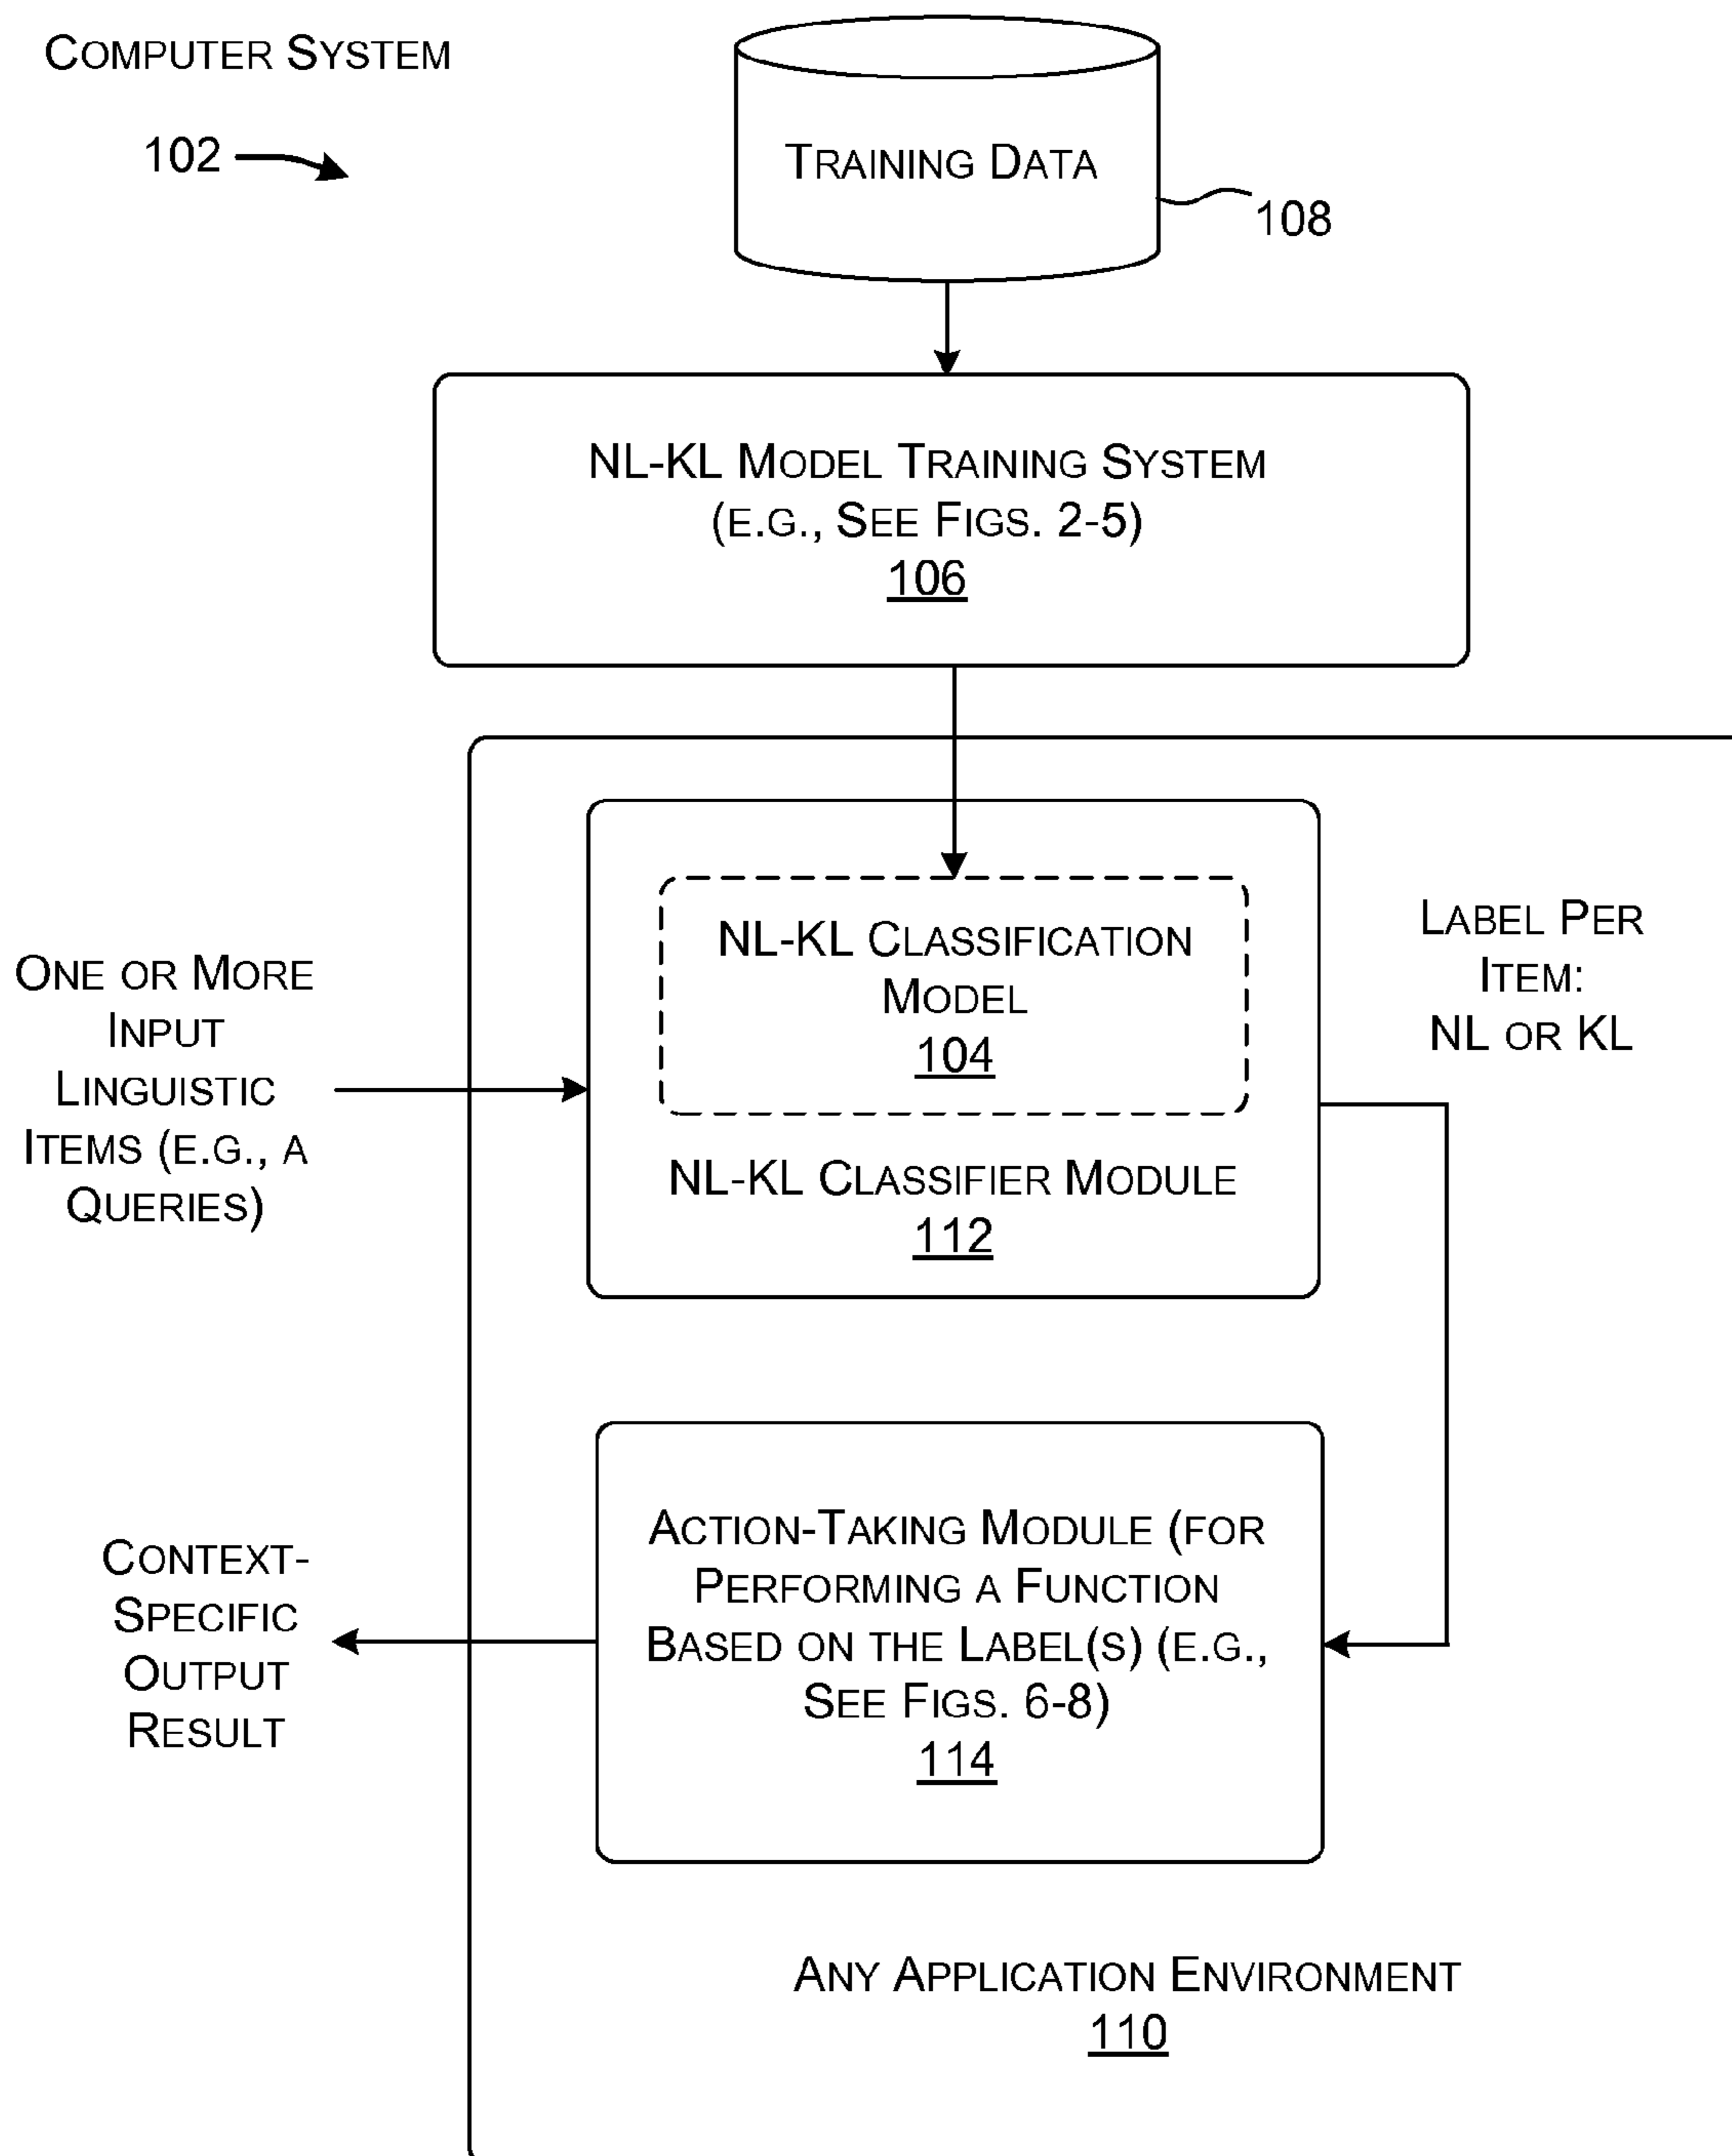 Computer System
102
Training Data
108
NL-KL Model Training System
(e.g., See Figs. 2-5)
106
NL-KL Classification
Model
104
NL-KL Classifier Module
112
Label Per
Item:
NL or KL
One or More
Input
Linguistic
Items (e.g., a
Queries)
Action-Taking Module (for
Performing a Function
Based on the Label(s) (e.g.,
See Figs. 6-8)
114
Context-
Specific
Output
Result
Any Application Environment
110